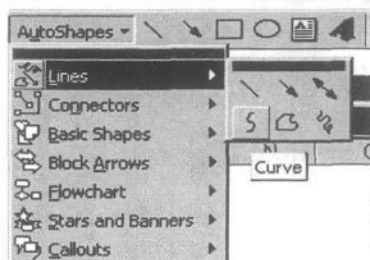 AutoShapes
Lines
Connectors
Basic Shapes
Block Arrows
Flowchart
Stars and Banners
Callouts
Curve